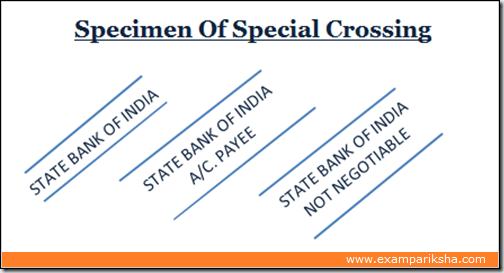 Specimen Of Special Crossing
STATE BANK OF INDIA
STATE BANK OF INDIA
A/C. PAYEE
STATE BANK OF INDIA
NOT NEGOTIABLE
www.exampariksha.com